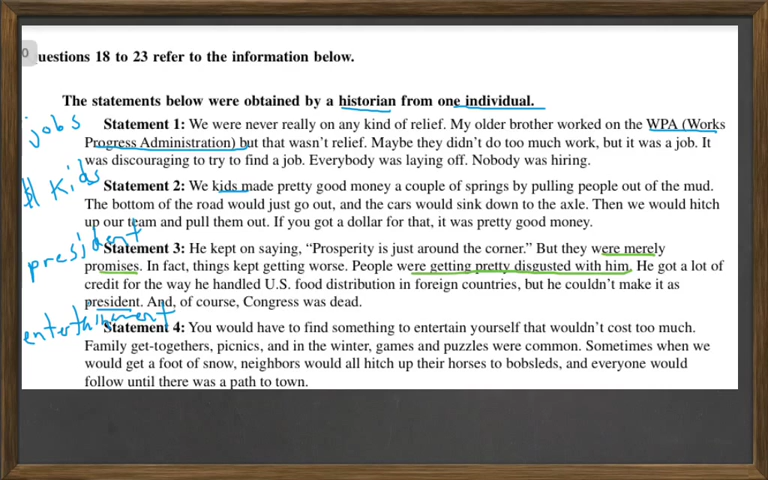 uestions 18 to 23 refer to the information below.
The statements below were obtained by a historian from one individual.
jobs
Statement 1: We were never really on any kind of relief. My older brother worked on the WPA (Works
Progress Administration) but that wasn't relief. Maybe they didn't do too much work, but it was a job. It
was discouraging to try to find a job. Everybody was laying off. Nobody was hiring.
$ Kids
Statement 2: We kids made pretty good money a couple of springs by pulling people out of the mud.
The bottom of the road would just go out, and the cars would sink down to the axle. Then we would hitch
up our team and pull them out. If you got a dollar for that, it was pretty good money.
president
Statement 3: He kept on saying, "Prosperity is just around the corner." But they were merely
promises. In fact, things kept getting worse. People were getting pretty disgusted with him. He got a lot of
credit for the way he handled U.S. food distribution in foreign countries, but he couldn't make it as
president. And, of course, Congress was dead.
entertainment
Statement 4: You would have to find something to entertain yourself that wouldn't cost too much.
Family get-togethers, picnics, and in the winter, games and puzzles were common. Sometimes when we
would get a foot of snow, neighbors would all hitch up their horses to bobsleds, and everyone would
follow until there was a path to town.